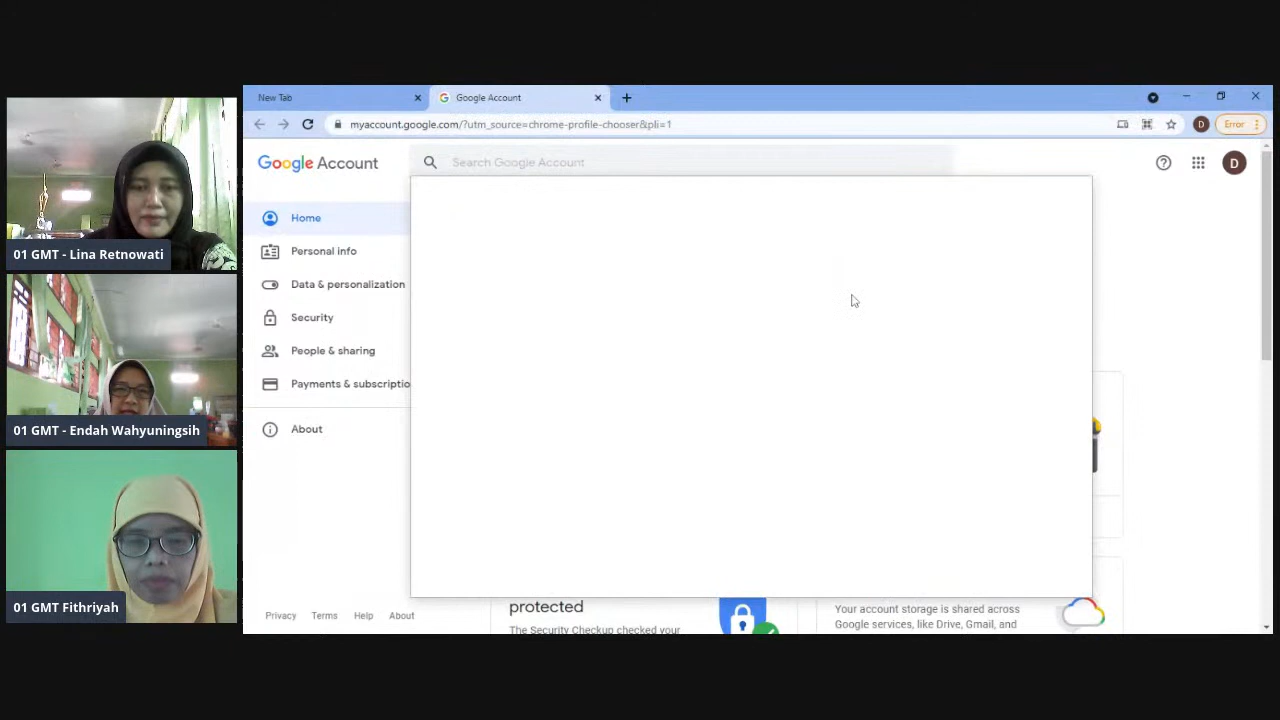 01 GMT - Lina Retnowati
01 GMT - Endah Wahyuningsih
01 GMT Fithriyah
New Tab
Google Account
myaccount.google.com/?utm_source=chrome-profile-chooser&pli=1
D
Error
Google Account
Search Google Account
D
Home
Personal info
Data & personalization
Security
People & sharing
Payments & subscriptio
About
Privacy Terms Help About
protected
The Security Checkup checked your
Your account storage is shared across
Google services, like Drive, Gmail, and